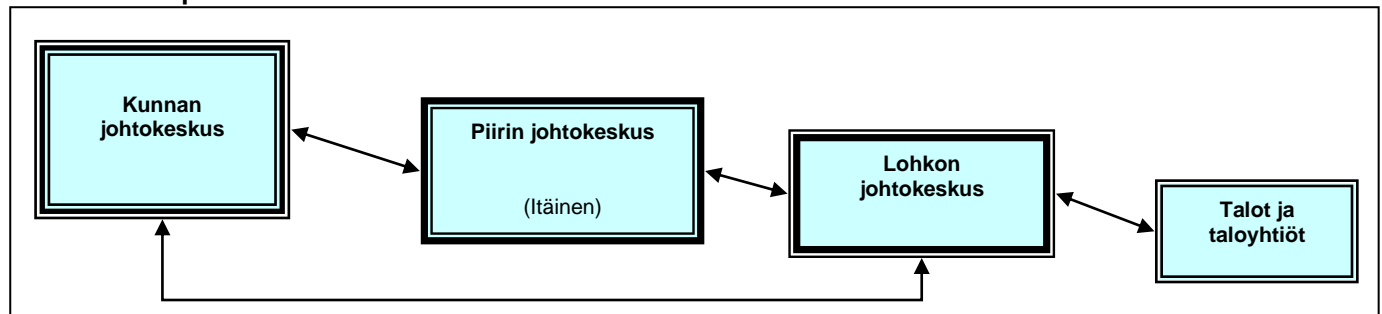 Kunnan
johtokeskus
Piirin johtokeskus
(Itäinen)
Lohkon
johtokeskus
Talot ja
taloyhtiöt